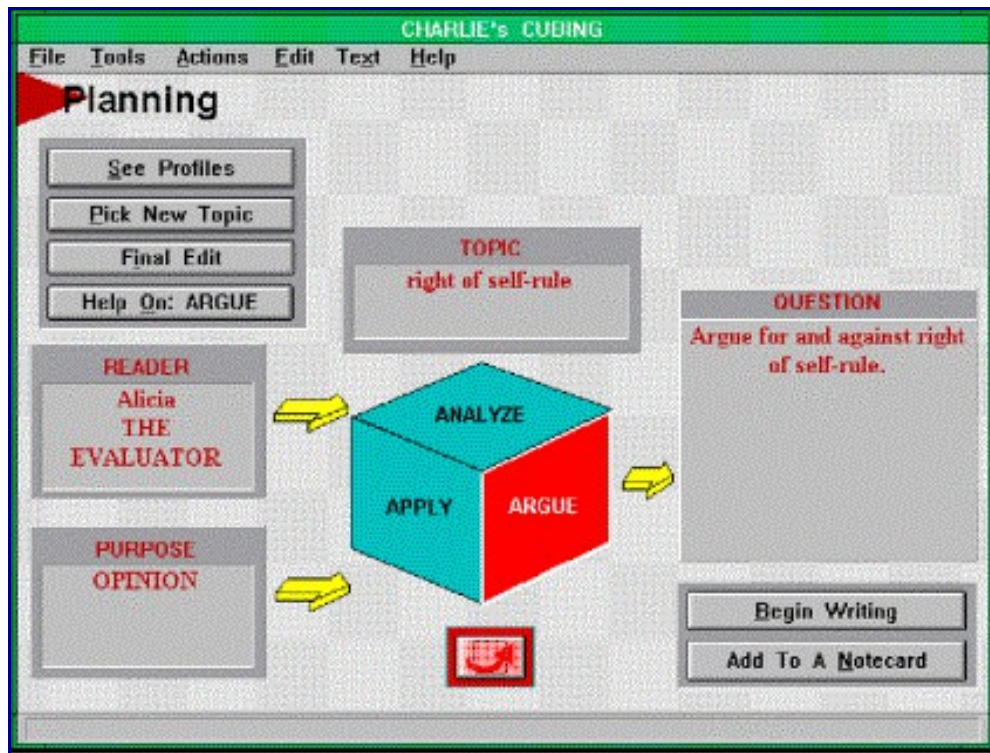 CHARLIE's CUBING
File Tools Actions Edit Text Help
Planning
See Profiles
Pick New Topic
Final Edit
Help On: ARGUE
TOPIC
right of self-rule
READER
Alicia
THE
EVALUATOR
PURPOSE
OPINION
ANALYZE
APPLY
ARGUE
QUESTION
Argue for and against right
of self-rule.
Begin Writing
Add To A Notecard